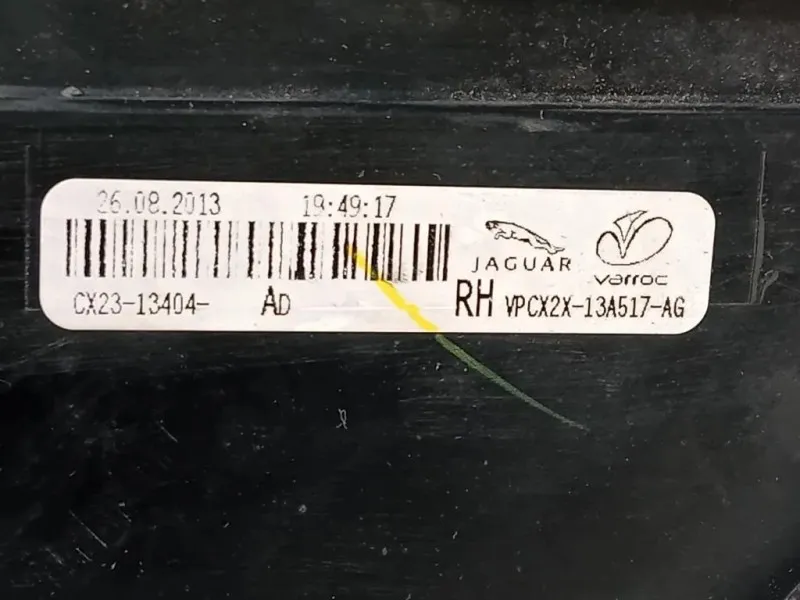 26.08.2013 19:49:17
JAGUAR varroc
CX23-13404- AD RH VPCX2X-13A517-AG